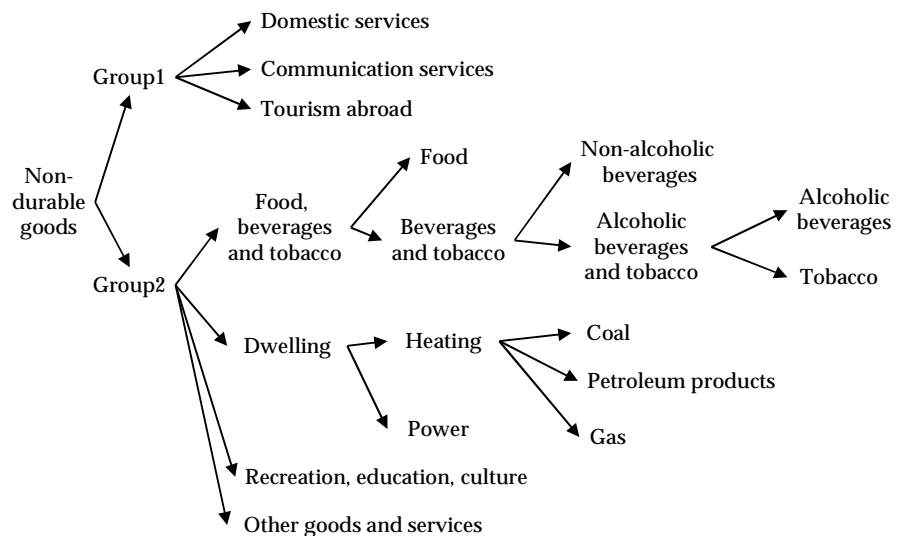 Domestic services
Group1
Communication services
Tourism abroad
Non-
durable
goods
Food
Non-alcoholic
beverages
Food,
beverages
and tobacco
Beverages
and tobacco
Alcoholic
beverages
and tobacco
Alcoholic
beverages
Tobacco
Group2
Dwelling
Heating
Coal
Petroleum products
Gas
Power
Recreation, education, culture
Other goods and services